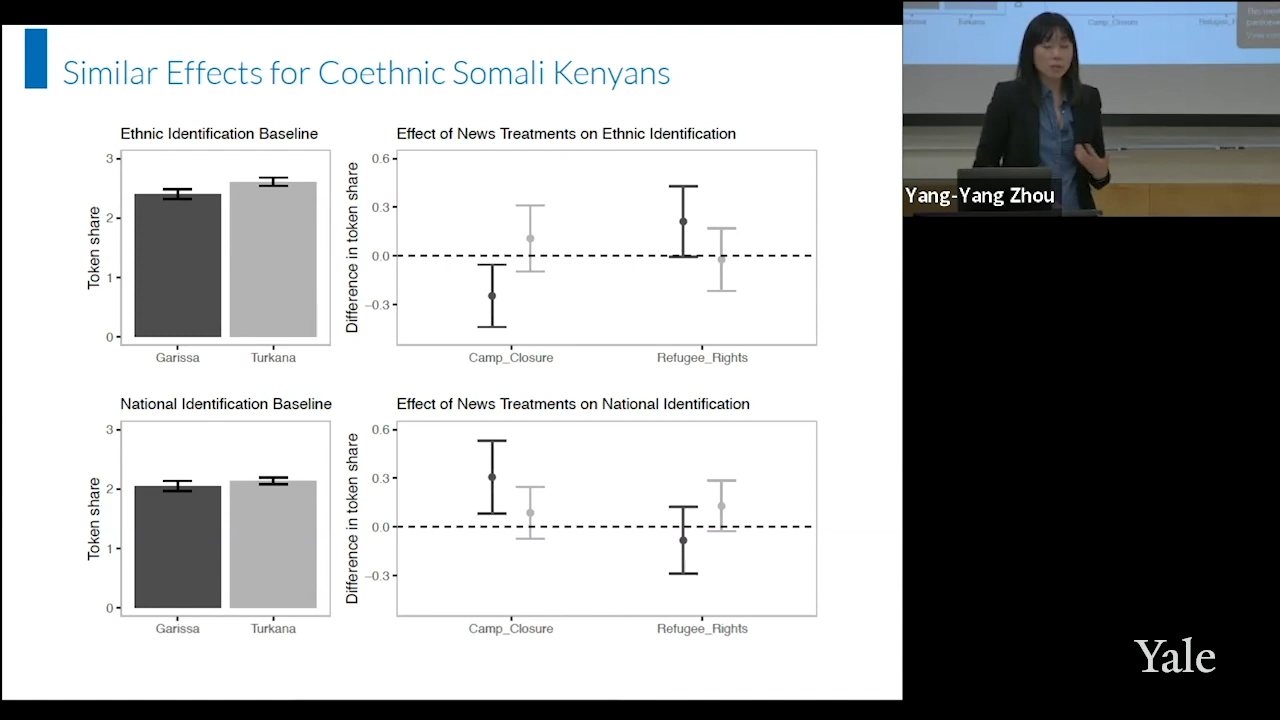 Similar Effects for Coethnic Somali Kenyans
Ethnic Identification Baseline
Effect of News Treatments on Ethnic Identification
Token share
3
2
1
0
Garissa
Turkana
Difference in token share
0.6
0.3
0.0
−0.3
Camp_Closure
Refugee_Rights
National Identification Baseline
Effect of News Treatments on National Identification
Token share
3
2
1
0
Garissa
Turkana
Difference in token share
0.6
0.3
0.0
−0.3
Camp_Closure
Refugee_Rights
Camp_Closure
Yang-Yang Zhou
Yale